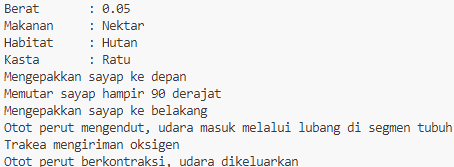 Berat : 0.05
Makanan : Nektar
Habitat : Hutan
Kasta : Ratu
Mengepakkan sayap ke depan
Memutar sayap hampir 90 derajat
Mengepakkan sayap ke belakang
Otot perut mengendut, udara masuk melalui lubang di segmen tubuh
Trakea mengiriman oksigen
Otot perut berkontraksi, udara dikeluarkan